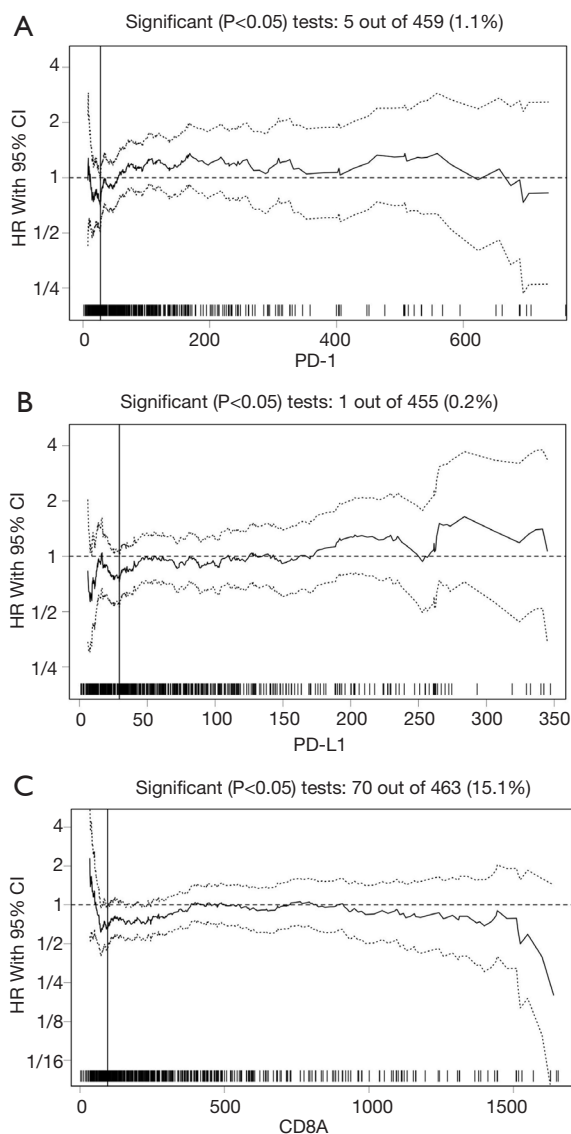 A
Significant (P<0.05) tests: 5 out of 459 (1.1%)
HR With 95% CI
4
2
1
1/2
1/4
0 200 400 600
PD-1
B
Significant (P<0.05) tests: 1 out of 455 (0.2%)
HR With 95% CI
4
2
1
1/2
1/4
0 50 100 150 200 250 300 350
PD-L1
C
Significant (P<0.05) tests: 70 out of 463 (15.1%)
HR With 95% CI
4
2
1
1/2
1/4
1/8
1/16
0 500 1000 1500
CD8A